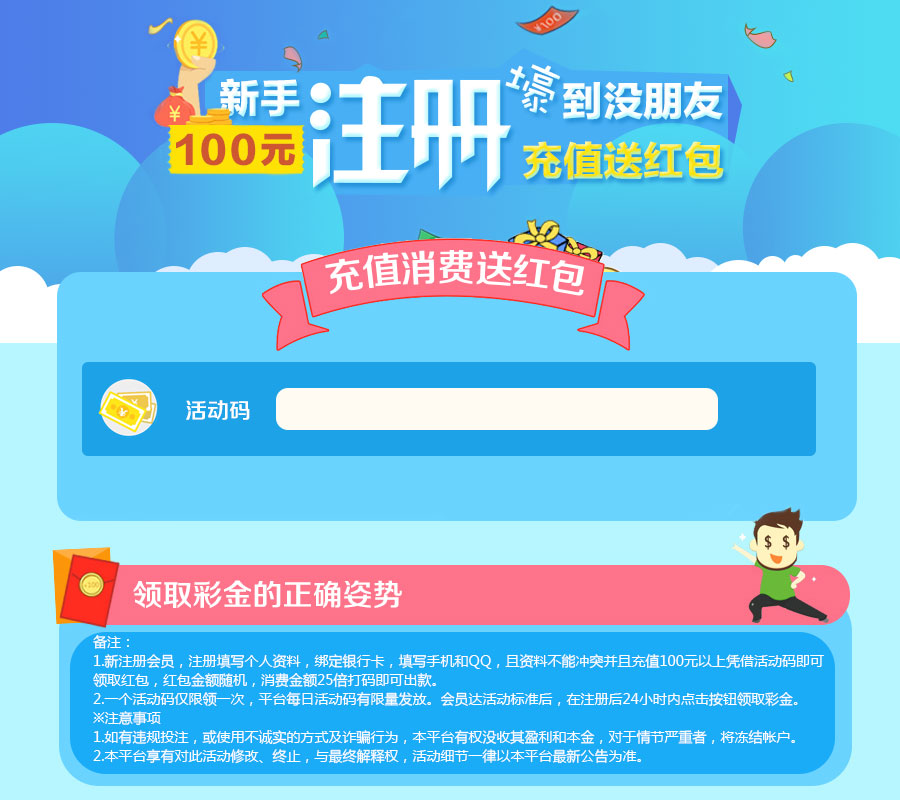 新手
100元
注册
壕到没朋友
充值送红包
充值消费送红包
活动码
领取彩金的正确姿势
备注：
1.新注册会员，注册填写个人资料，绑定银行卡，填写手机和QQ，且资料不能冲突并且充值100元以上凭借活动码即可
领取红包，红包金额随机，消费金额25倍打码即可出款。
2.一个活动码仅限领一次，平台每日活动码有限量发放。会员达活动标准后，在注册后24小时内点击按钮领取彩金。
※注意事项
1.如有违规投注，或使用不诚实的方式及诈骗行为，本平台有权没收其盈利和本金，对于情节严重者，将冻结帐户。
2.本平台享有对此活动修改、终止，与最终解释权，活动细节一律以本平台最新公告为准。